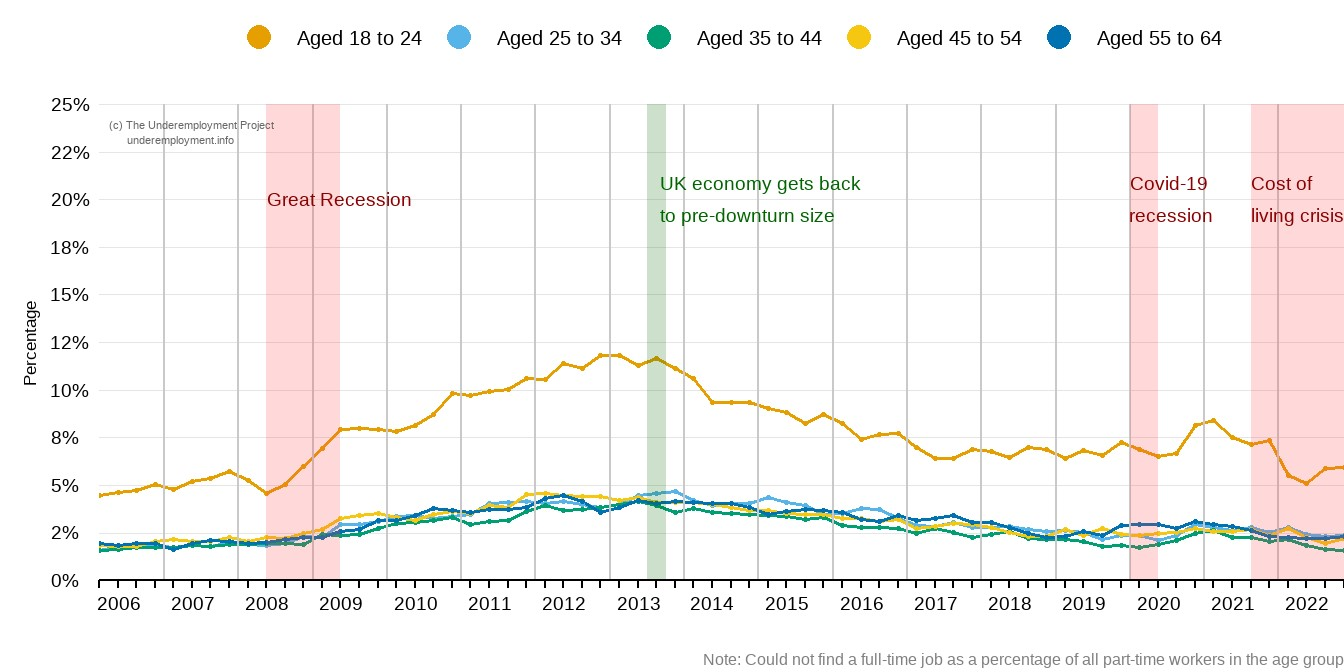 Aged 18 to 24 Aged 25 to 34 Aged 35 to 44 Aged 45 to 54 Aged 55 to 64
25%
(c) The Underemployment Project
underemployment.info
22%
UK economy gets back
Covid-19
Cost of
20%
Great Recession
to pre-downturn size
recession
living crisis
18%
15%
12%
Percentage
10%
8%
5%
2%
0%
2006 2007 2008 2009 2010 2011 2012 2013 2014 2015 2016 2017 2018 2019 2020 2021 2022
Note: Could not find a full-time job as a percentage of all part-time workers in the age group